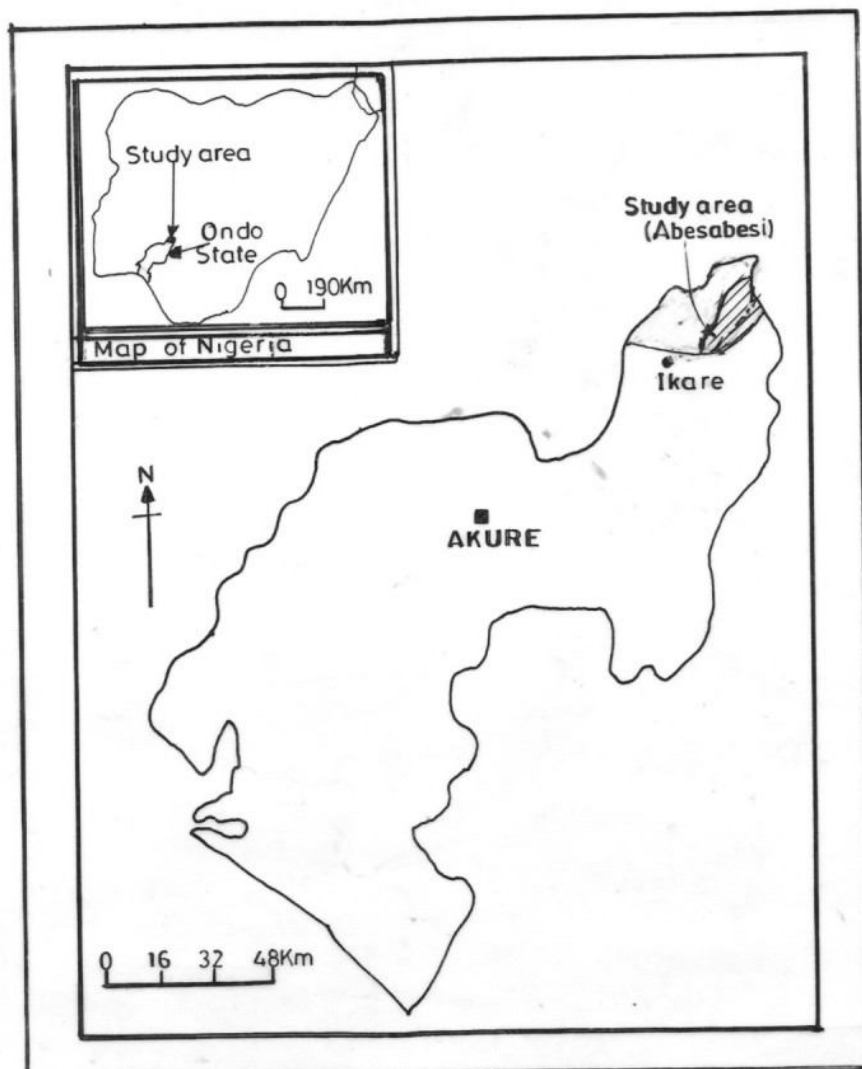 Study area
Ondo
State
0 190Km
Map of Nigeria
Study area
(Abesabesi)
Ikare
N
AKURE
0 16 32 48Km